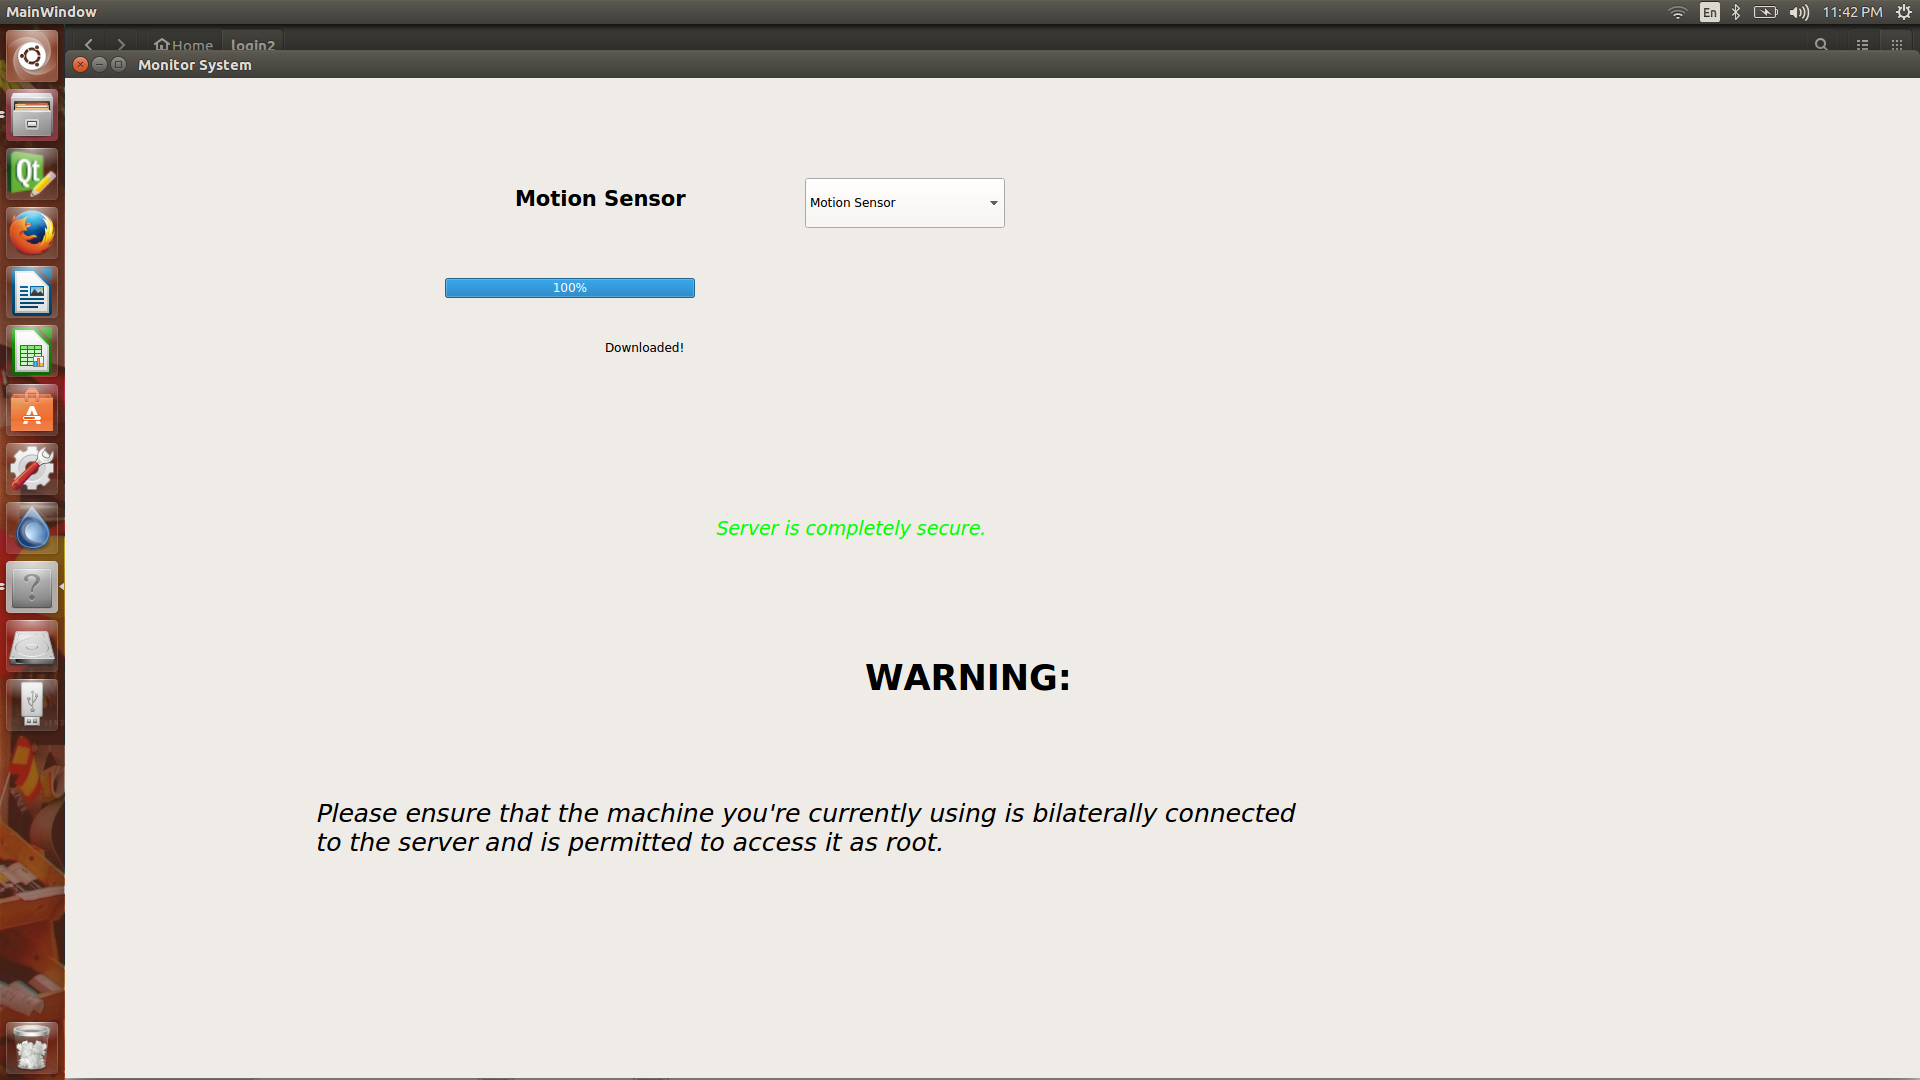 MainWindow
En
11:42 PM
Home
login2
Monitor System
Qt
Motion Sensor
Motion Sensor
100%
Downloaded!
Server is completely secure.
WARNING:
Please ensure that the machine you're currently using is bilaterally connected
to the server and is permitted to access it as root.